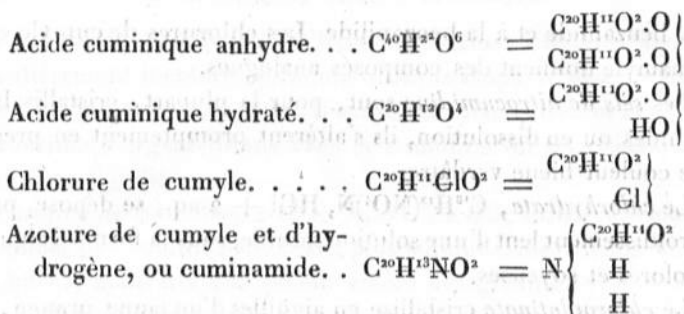 C²⁰H¹¹O².O
Acide cuminique anhydre. . . C⁴⁰H²²O⁶ = C²⁰H¹¹O².O
C²⁰H¹¹O².O
Acide cuminique hydraté. . . C²⁰H¹²O⁴ = HO
C²⁰H¹¹O²
Chlorure de cumyle. . . . . C²⁰H¹¹ClO² = Cl
Azoture de cumyle et d'hy- C²⁰H¹¹O²
drogène, ou cuminamide. . C²⁰H¹³NO² = N { H
H